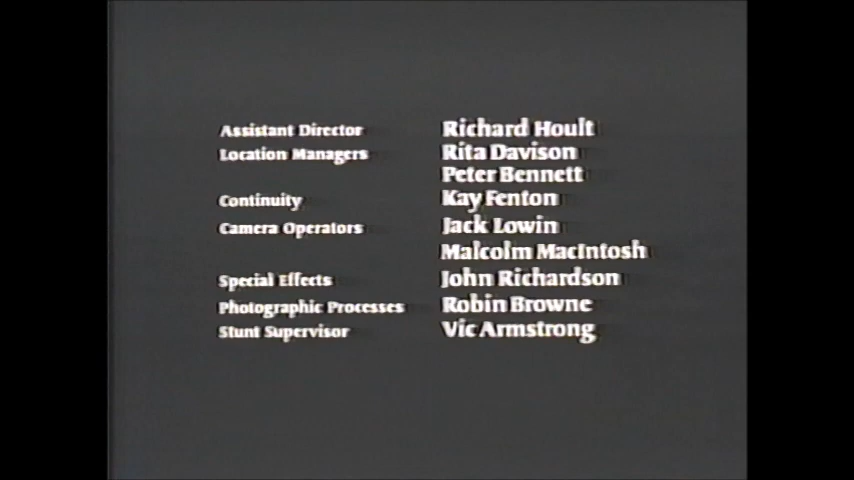 Assistant Director Richard Hoult
Location Managers Rita Davison
Peter Bennett
Continuity Kay Fenton
Camera Operators Jack Lowin
Malcolm MacIntosh
Special Effects John Richardson
Photographic Processes Robin Browne
Stunt Supervisor Vic Armstrong